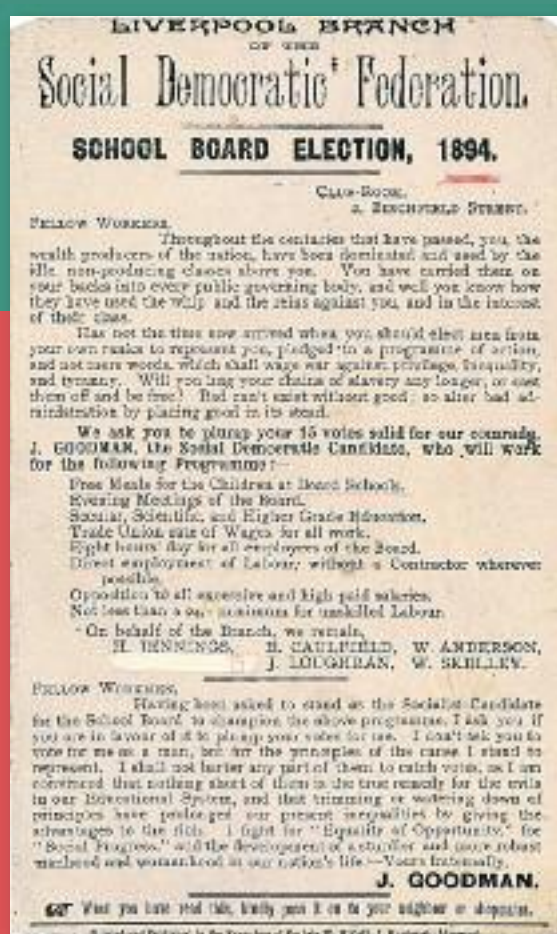 LIVERPOOL BRANCH
OF THE
Social Democratic Federation.
SCHOOL BOARD ELECTION, 1894.
CLUB-ROOM,
2, BIRCHFIELD STREET.
FELLOW WORKERS,
Throughout the centuries that have passed, you, the
wealth producers of the nation, have been dominated and used by the
idle, non-producing classes above you. You have carried them on
your backs into every public governing body, and well you know how
they have used the whip and the reins against you, and in the interest
of their class.
Has not the time now arrived when you should elect men from
your own ranks to represent you, pledged to a programme of action,
and not mere words, which shall wage war against privilege, inequality,
and tyranny. Will you hug your chains of slavery any longer, or cast
them off and be free? Bad can't exist without good; so alter bad ad-
ministration by placing good in its stead.
We ask you to plump your 15 votes solid for our comrade,
J. GOODMAN, the Social Democratic Candidate, who will work
for the following Programme:—
Free Meals for the Children at Board Schools.
Evening Meetings of the Board.
Secular, Scientific, and Higher Grade Education.
Trade Union rate of Wages for all work.
Eight hours' day for all employees of the Board.
Direct employment of Labour, without a Contractor wherever
possible.
Opposition to all excessive and high paid salaries.
Not less than a 24/- minimum for unskilled Labour.
On behalf of the Branch, we remain,
H. JENNINGS, B. CAULFIELD, W. ANDERSON,
J. LOUGHRAN, W. SKELLEY.
FELLOW WORKERS,
Having been asked to stand as the Socialist Candidate
for the School Board to champion the above programme, I ask you if
you are in favour of it to plump your votes for me. I don't ask you to
vote for me as a man, but for the principles of the cause I stand to
represent. I shall not barter any part of them to catch votes, as I am
convinced that nothing short of them is the true remedy for the evils
in our Educational System, and that trimming or watering down of
principles have prolonged our present inequalities by giving the
advantages to the rich. I fight for "Equality of Opportunity," for
"Social Progress," and the development of a sturdier and more robust
manhood and womanhood in our nation's life.—Yours fraternally,
J. GOODMAN.
When you have read this, kindly pass it on to your neighbor or shopmates.